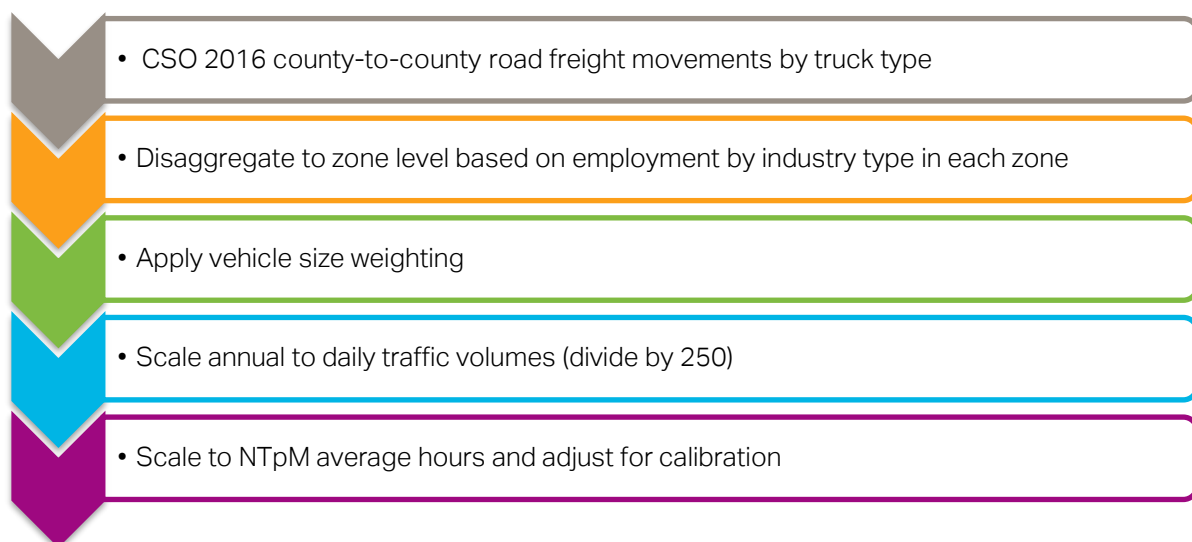 • CSO 2016 county-to-county road freight movements by truck type
• Disaggregate to zone level based on employment by industry type in each zone
• Apply vehicle size weighting
• Scale annual to daily traffic volumes (divide by 250)
• Scale to NTpM average hours and adjust for calibration